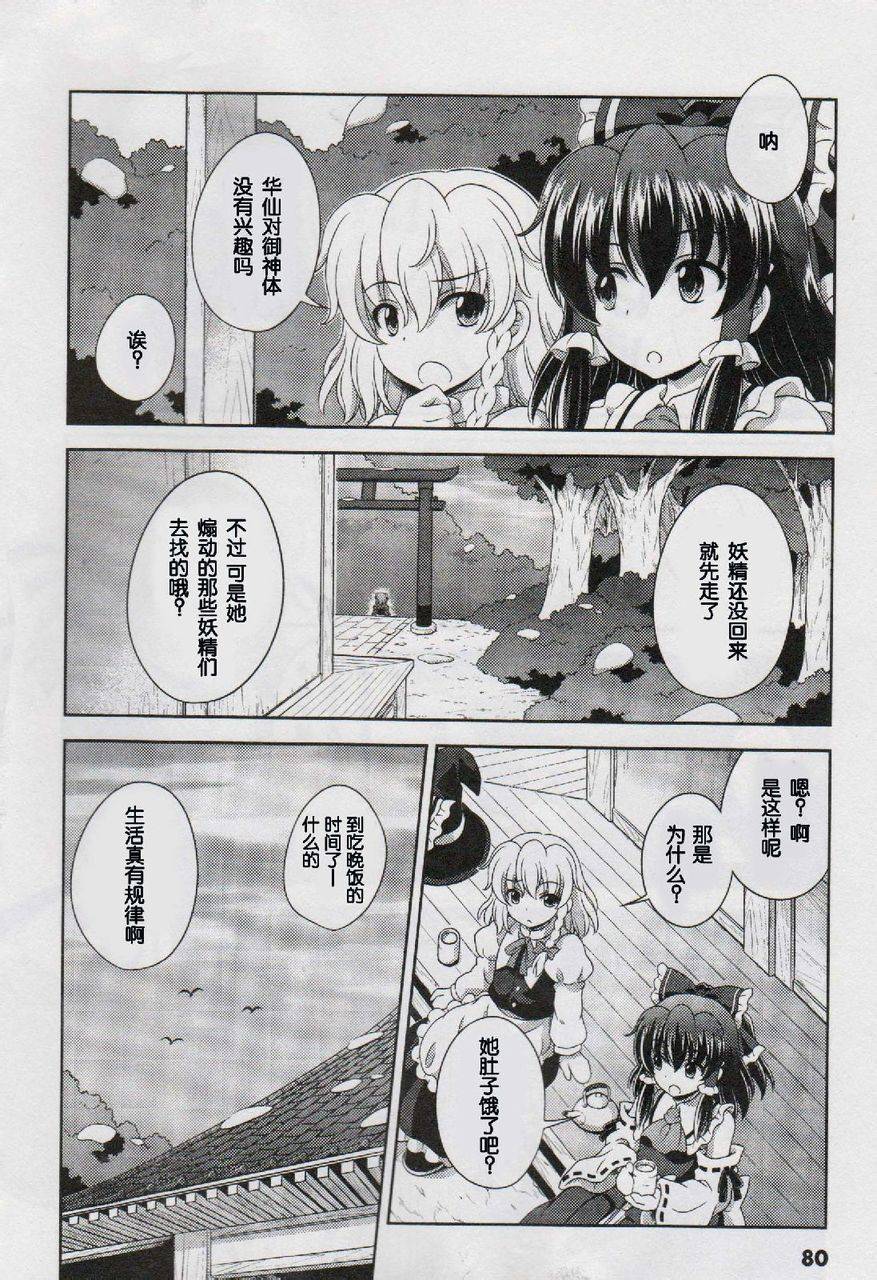 呐
华仙对御神体
没有兴趣吗
诶？
妖精还没回来
就先走了
不过 可是她
煽动的那些妖精们
去找的哦？
嗯？啊
是这样呢
那是
为什么？
她肚子饿了吧？
到吃晚饭的
时间了—
什么的
生活真有规律啊
80